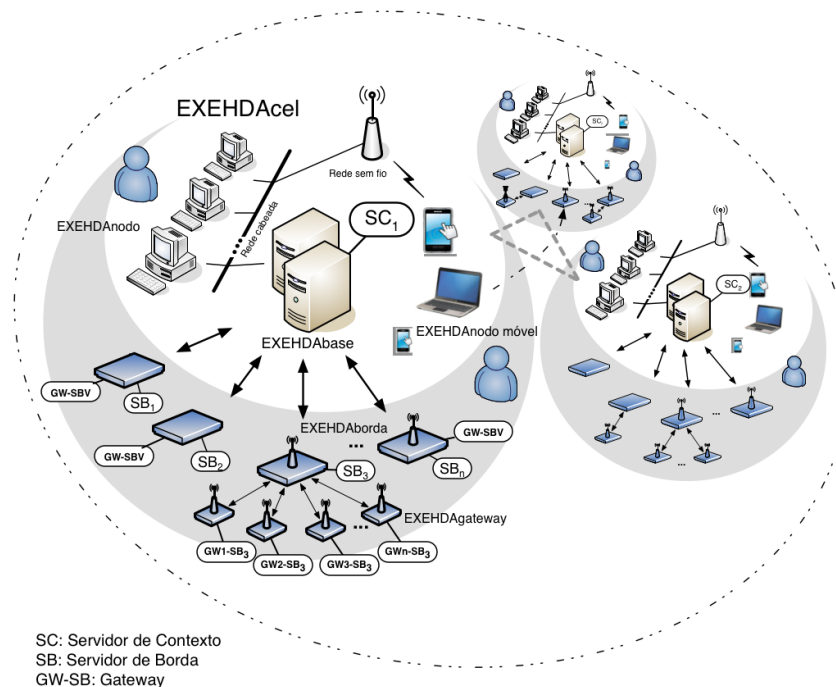 EXEHDAcel
Rede sem fio
EXEHDAnodo
Rede cabeada
SC1
EXEHDAnodo móvel
EXEHDAbase
GW-SBV
SB1
GW-SBV
SB2
EXEHDAborda
...
GW-SBV
SB3
SBn
EXEHDAgateway
...
GW1-SB3
GW2-SB3
GW3-SB3
GWn-SB3
...
...
SC2
...
...
SC: Servidor de Contexto
SB: Servidor de Borda
GW-SB: Gateway